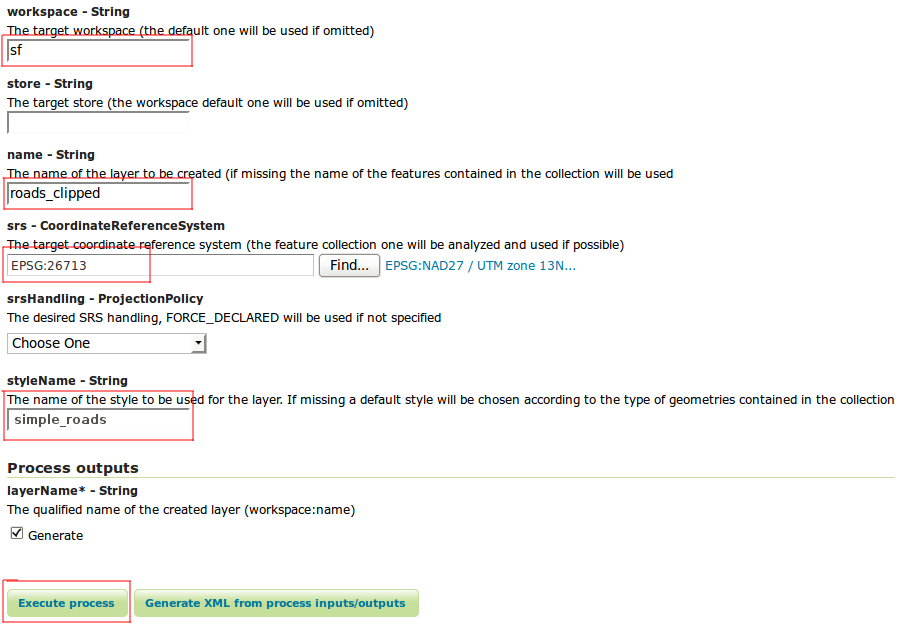 workspace - String
The target workspace (the default one will be used if omitted)
sf
store - String
The target store (the workspace default one will be used if omitted)
name - String
The name of the layer to be created (if missing the name of the features contained in the collection will be used
roads_clipped
srs - CoordinateReferenceSystem
The target coordinate reference system (the feature collection one will be analyzed and used if possible)
EPSG:26713 Find... EPSG:NAD27 / UTM zone 13N...
srsHandling - ProjectionPolicy
The desired SRS handling, FORCE_DECLARED will be used if not specified
Choose One
styleName - String
The name of the style to be used for the layer. If missing a default style will be chosen according to the type of geometries contained in the collection
simple_roads
Process outputs
layerName* - String
The qualified name of the created layer (workspace:name)
Generate
Execute process Generate XML from process inputs/outputs